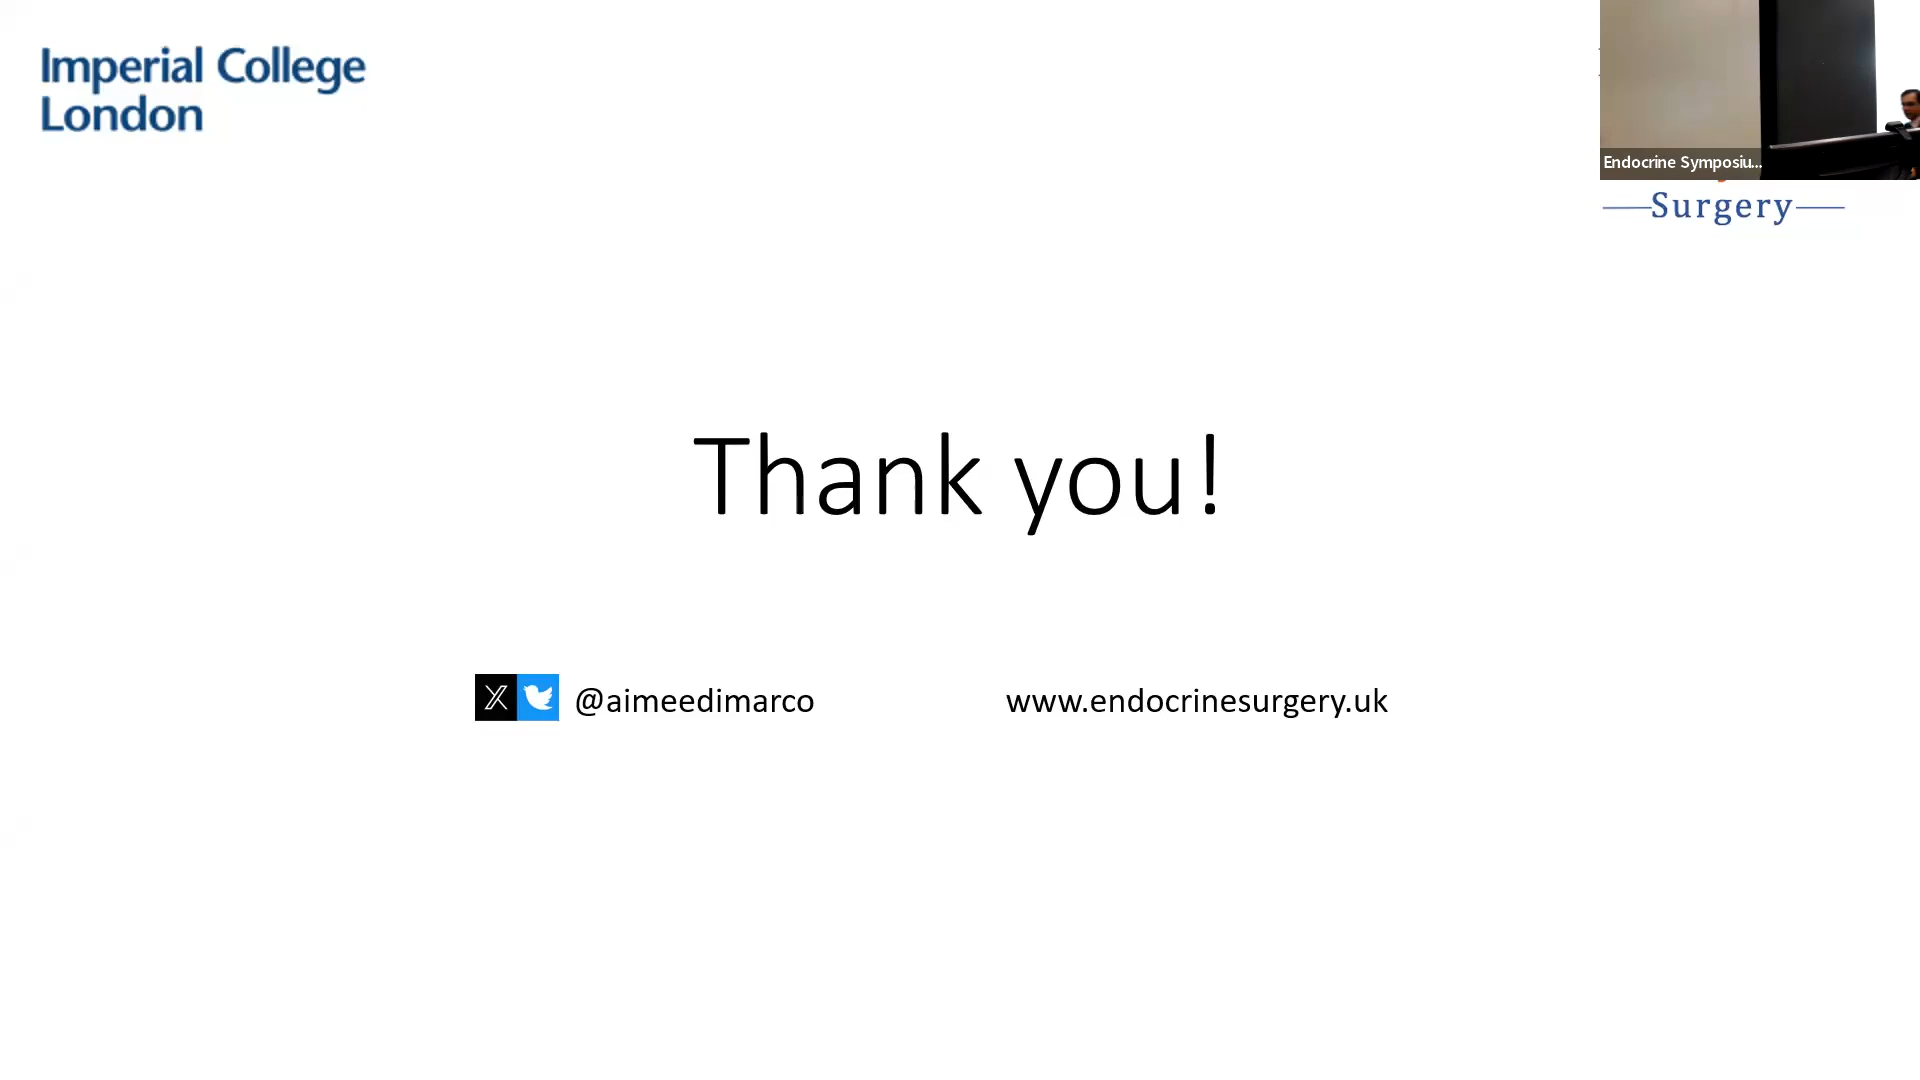 Imperial College
London
Endocrine Symposiu...
Surgery
Thank you!
@aimeedimarco
www.endocrinesurgery.uk